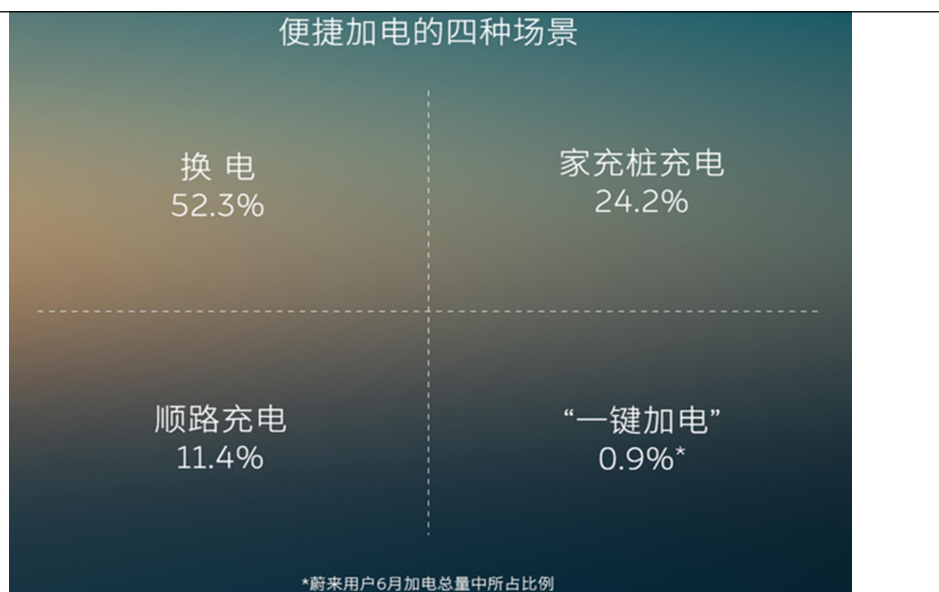 便捷加电的四种场景
换 电
52.3%
家充桩充电
24.2%
顺路充电
11.4%
“一键加电”
0.9%*
*蔚来用户6月加电总量中所占比例